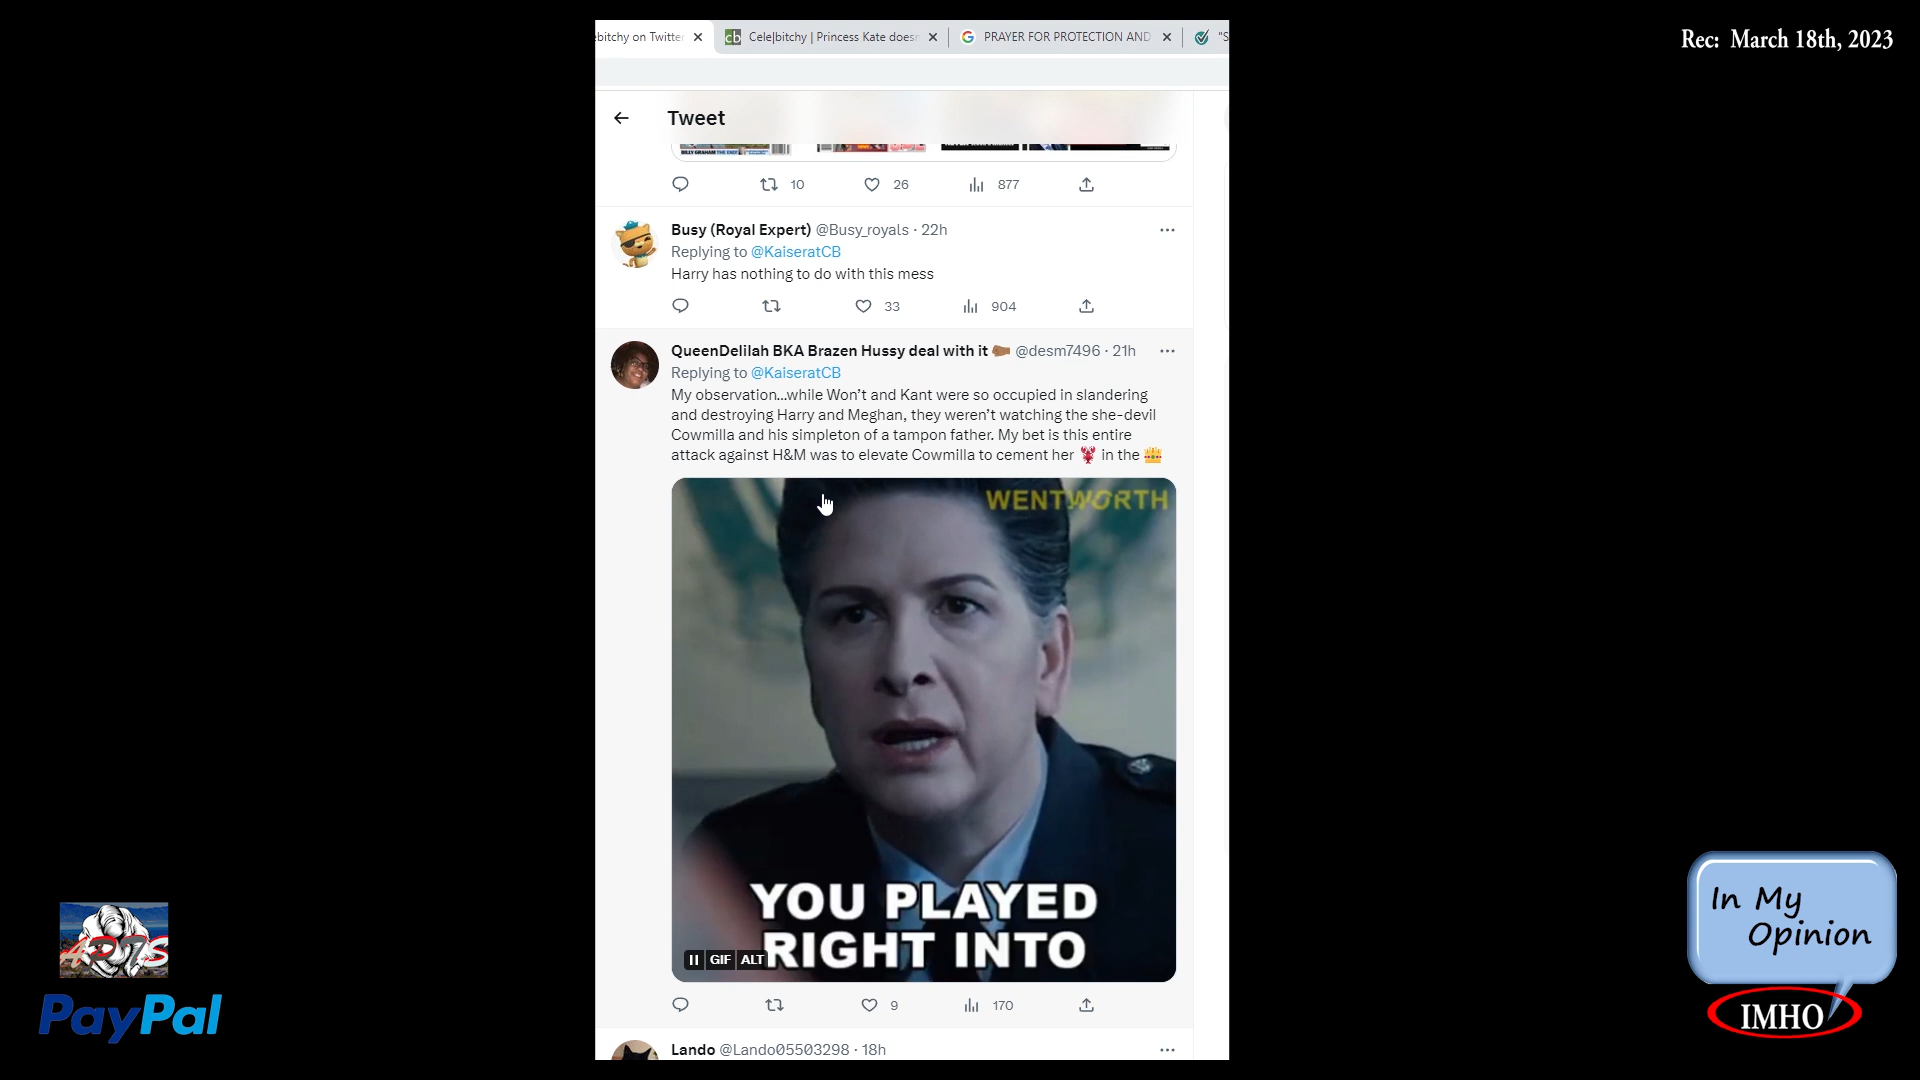 Rec: March 18th, 2023
ebitchy on Twitter
cb Cele|bitchy | Princess Kate doesn
PRAYER FOR PROTECTION AND
"S
Tweet
10 26 877
Busy (Royal Expert) @Busy_royals · 22h
Replying to @KaiseratCB
Harry has nothing to do with this mess
33 904
QueenDelilah BKA Brazen Hussy deal with it @desm7496 · 21h
Replying to @KaiseratCB
My observation...while Won't and Kant were so occupied in slandering
and destroying Harry and Meghan, they weren't watching the she-devil
Cowmilla and his simpleton of a tampon father. My bet is this entire
attack against H&M was to elevate Cowmilla to cement her 🦞 in the 👑
WENTWORTH
YOU PLAYED
RIGHT INTO
GIF ALT
9 170
Lando @Lando05503298 · 18h
PayPal
In My
Opinion
IMHO